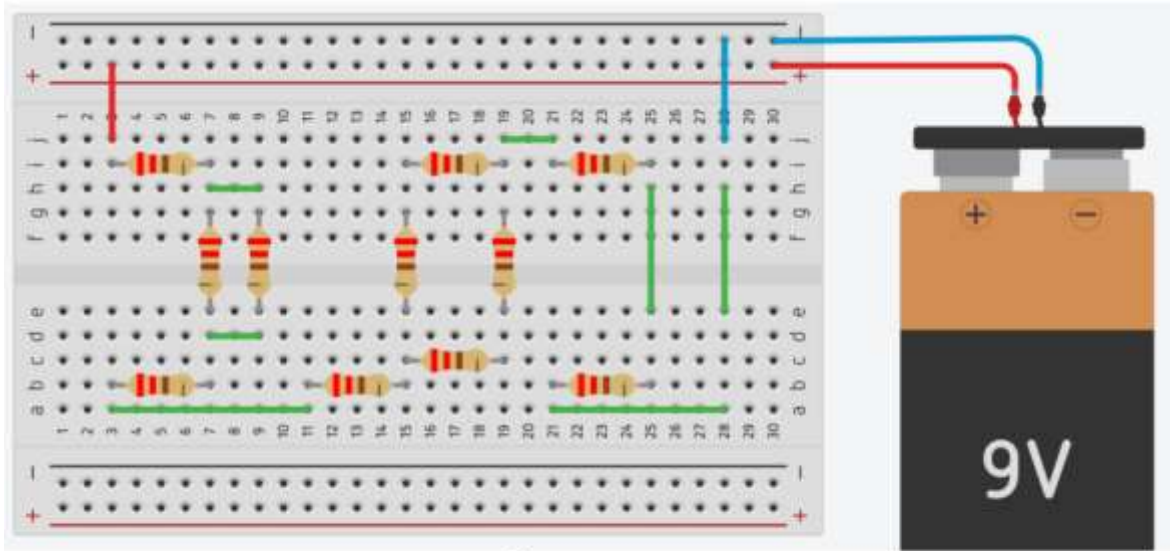 − −
+ +
1 2 3 4 5 6 7 8 9 10 11 12 13 14 15 16 17 18 19 20 21 22 23 24 25 26 27 28 29 30
j j
i i
h h
g g
f f
e e
d d
c c
b b
a a
1 2 3 4 5 6 7 8 9 10 11 12 13 14 15 16 17 18 19 20 21 22 23 24 25 26 27 28 29 30
− −
+ +
+ −
9V